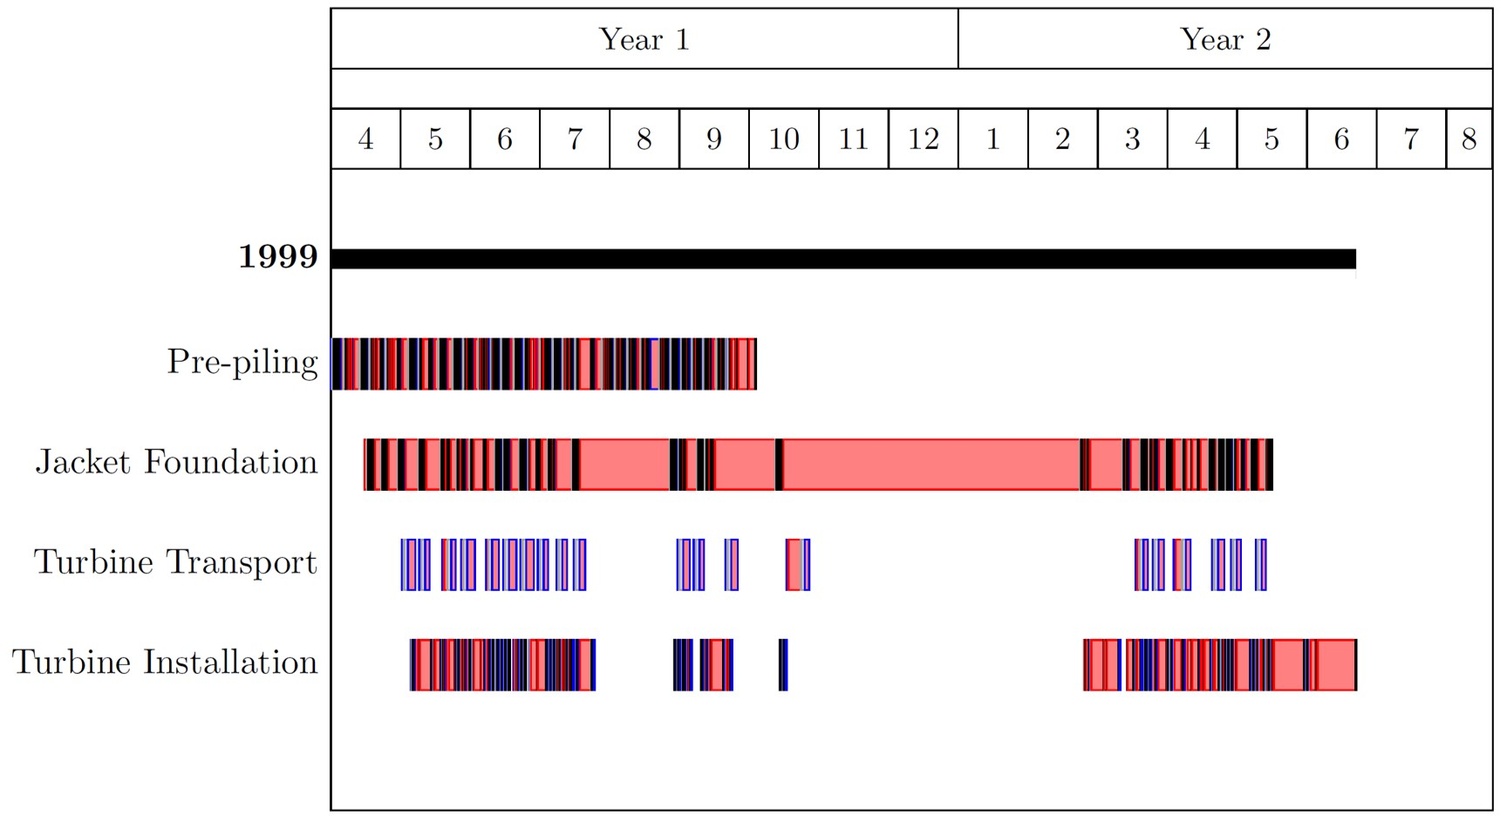 Year 1 Year 2
4 5 6 7 8 9 10 11 12 1 2 3 4 5 6 7 8
1999
Pre-piling
Jacket Foundation
Turbine Transport
Turbine Installation